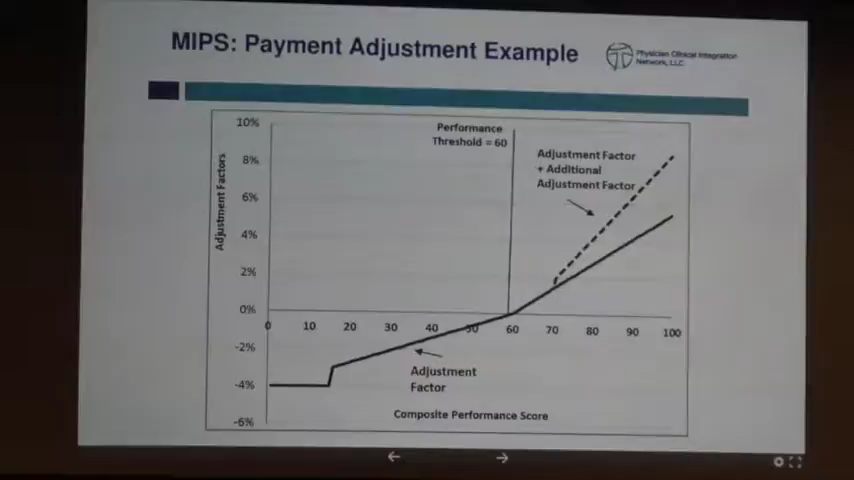 MIPS: Payment Adjustment Example
Physician Clinical Integration
Network, LLC
Performance
Threshold = 60
Adjustment Factor
+ Additional
Adjustment Factor
Adjustment Factors
10%
8%
6%
4%
2%
0%
-2%
-4%
-6%
0 10 20 30 40 50 60 70 80 90 100
Adjustment
Factor
Composite Performance Score